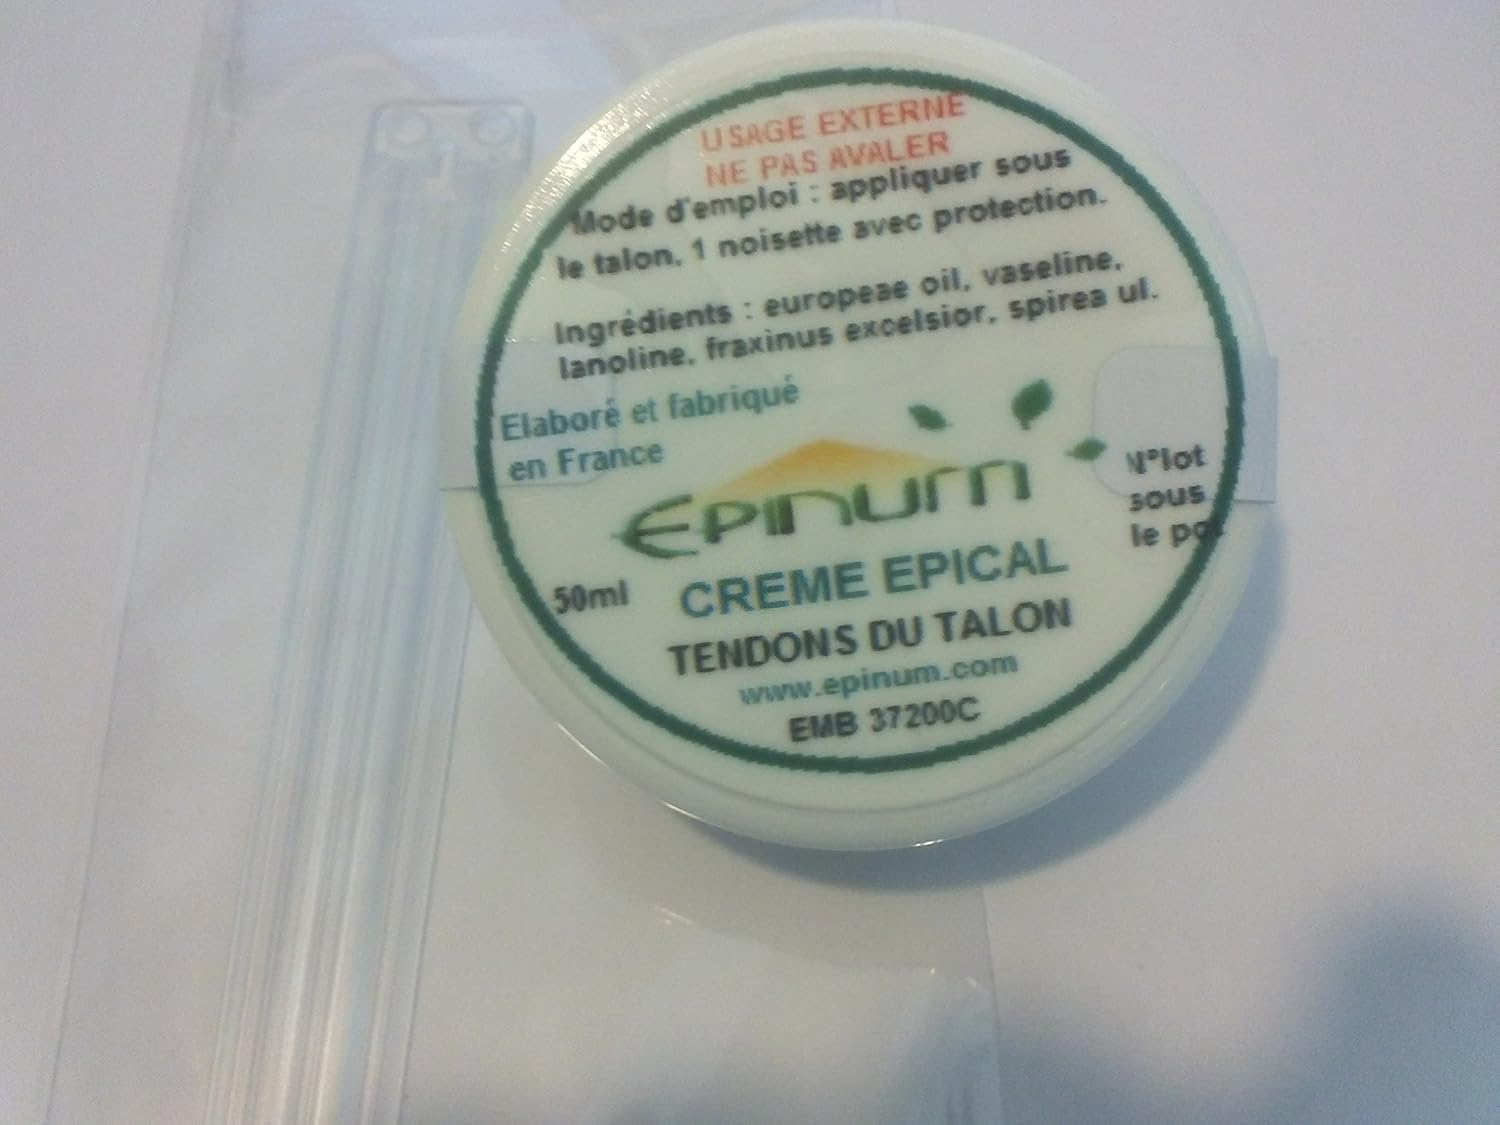 USAGE EXTERNE
NE PAS AVALER
Mode d'emploi : appliquer sous
le talon. 1 noisette avec protection.
Ingrédients : europeae oil, vaseline,
lanoline, fraxinus excelsior, spirea ul.
Elaboré et fabriqué
en France
EPINUM
N°lot
sous
le pot
50ml
CREME EPICAL
TENDONS DU TALON
www.epinum.com
EMB 37200C